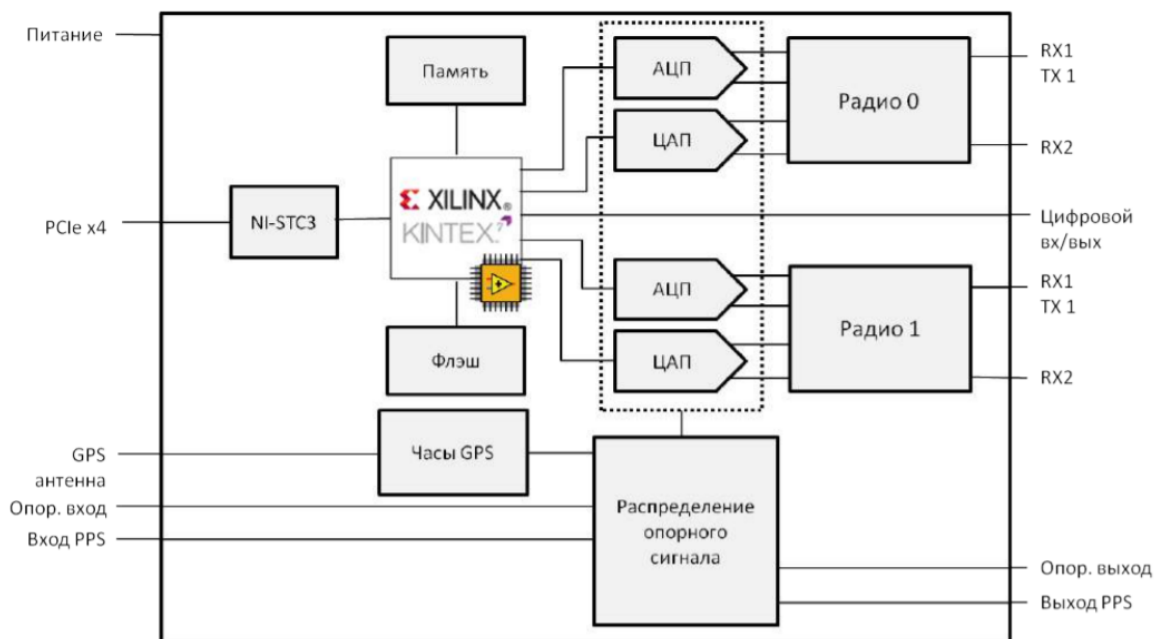 Питание
PCIe x4
GPS
антенна
Опор. вход
Вход PPS
Память
NI-STC3
XILINX®
KINTEX.7
Флэш
Часы GPS
АЦП
ЦАП
АЦП
ЦАП
Распределение
опорного
сигнала
Радио 0
Радио 1
RX1
TX 1
RX2
Цифровой
вх/вых
RX1
TX 1
RX2
Опор. выход
Выход PPS